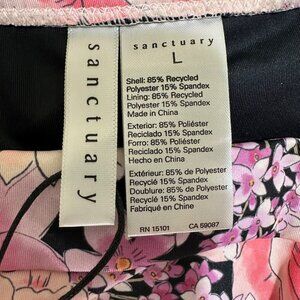 sanctuary
sanctuary
L
Shell: 85% Recycled
Polyester 15% Spandex
Lining: 85% Recycled
Polyester 15% Spandex
Made in China
Exterior: 85% Poliéster
Reciclado 15% Spandex
Forro: 85% Poliéster
Reciclado 15% Spandex
Hecho en China
Extérieur: 85% de Polyester
Recyclé 15% Spandex
Doublure: 85% de Polyester
Recyclé 15% Spandex
Fabriqué en Chine
RN 15101 CA 59087